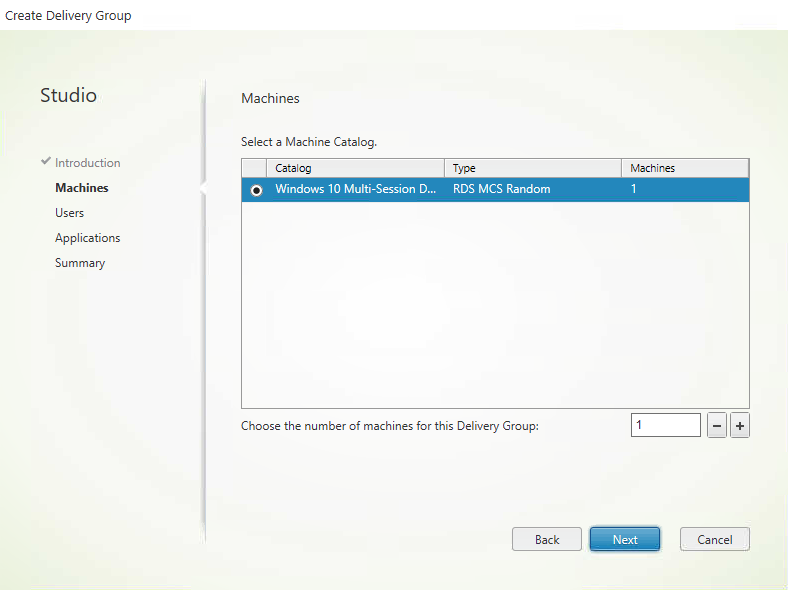 Create Delivery Group
Studio
Introduction
Machines
Users
Applications
Summary
Machines
Select a Machine Catalog.
Catalog Type Machines
Windows 10 Multi-Session D... RDS MCS Random 1
Choose the number of machines for this Delivery Group: 1 − +
Back Next Cancel